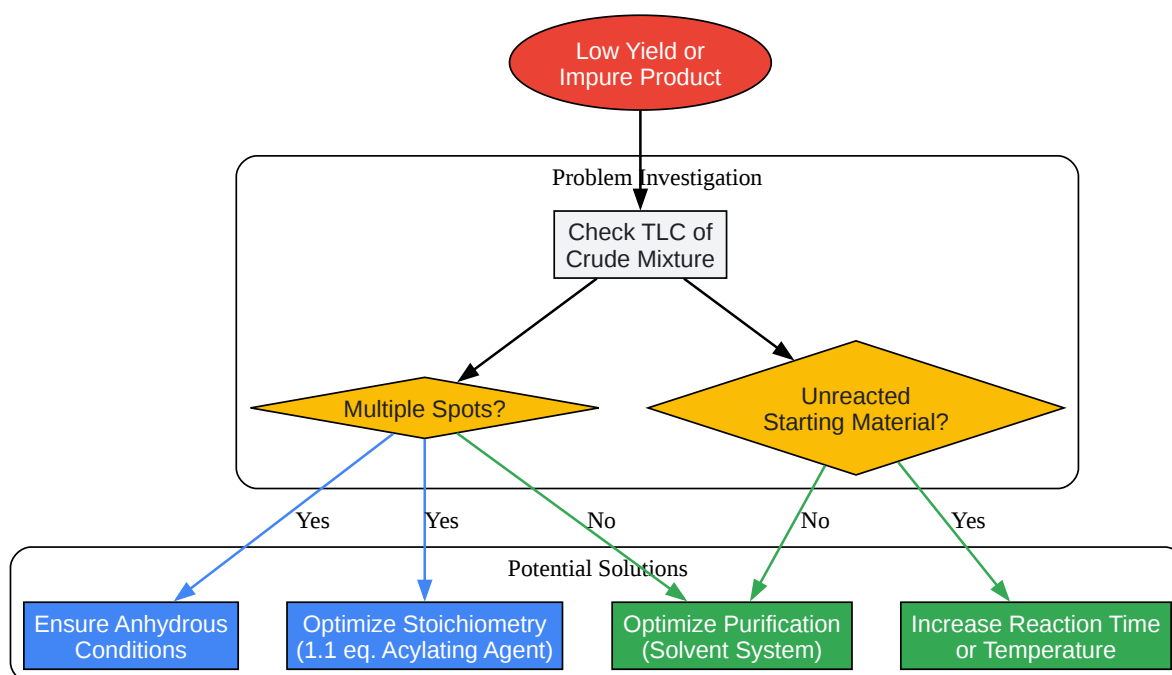 Low Yield or
Impure Product
Problem Investigation
Check TLC of
Crude Mixture
Multiple Spots?
Unreacted
Starting Material?
Yes
Yes
No
No
Yes
Potential Solutions
Ensure Anhydrous
Conditions
Optimize Stoichiometry
(1.1 eq. Acylating Agent)
Optimize Purification
(Solvent System)
Increase Reaction Time
or Temperature